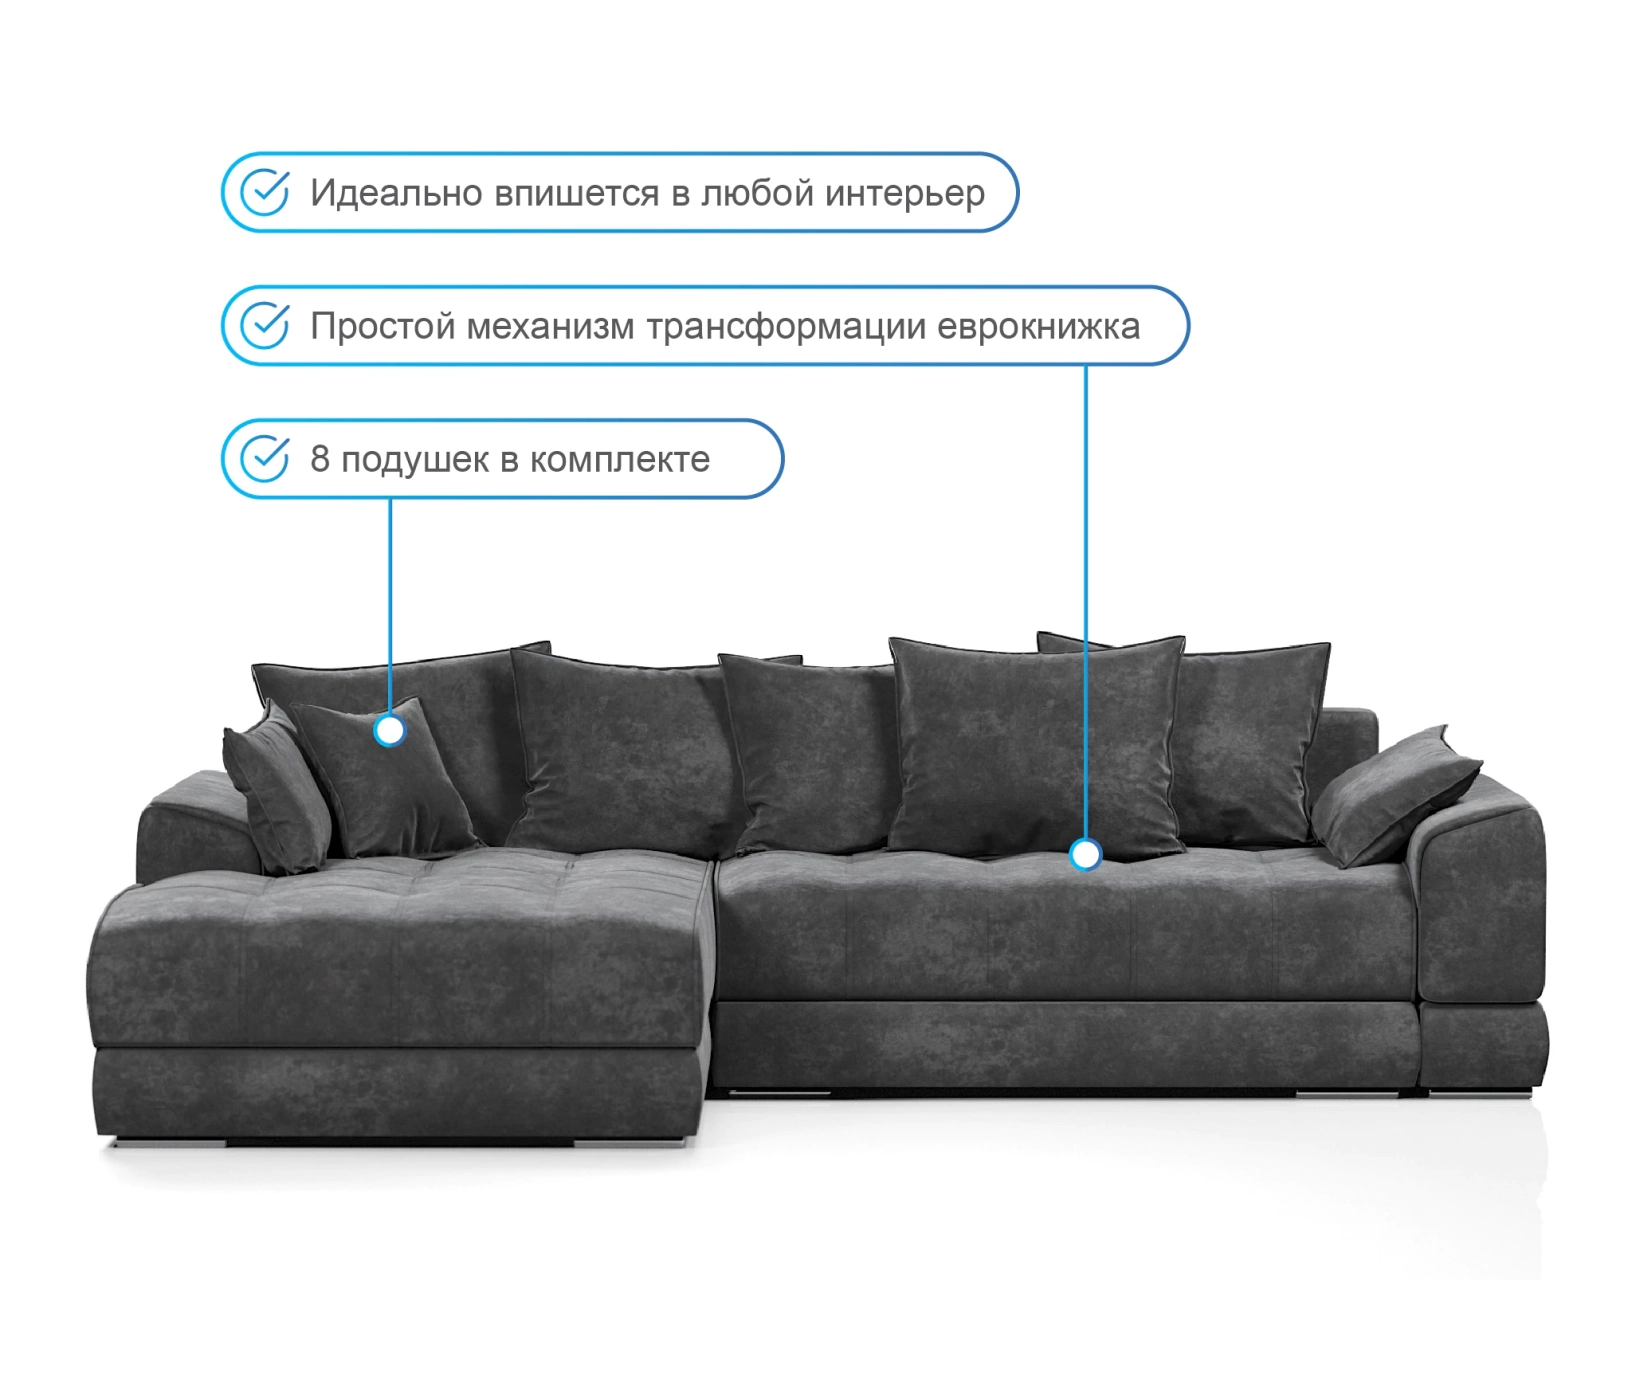 Идеально впишется в любой интерьер
Простой механизм трансформации еврокнижка
8 подушек в комплекте